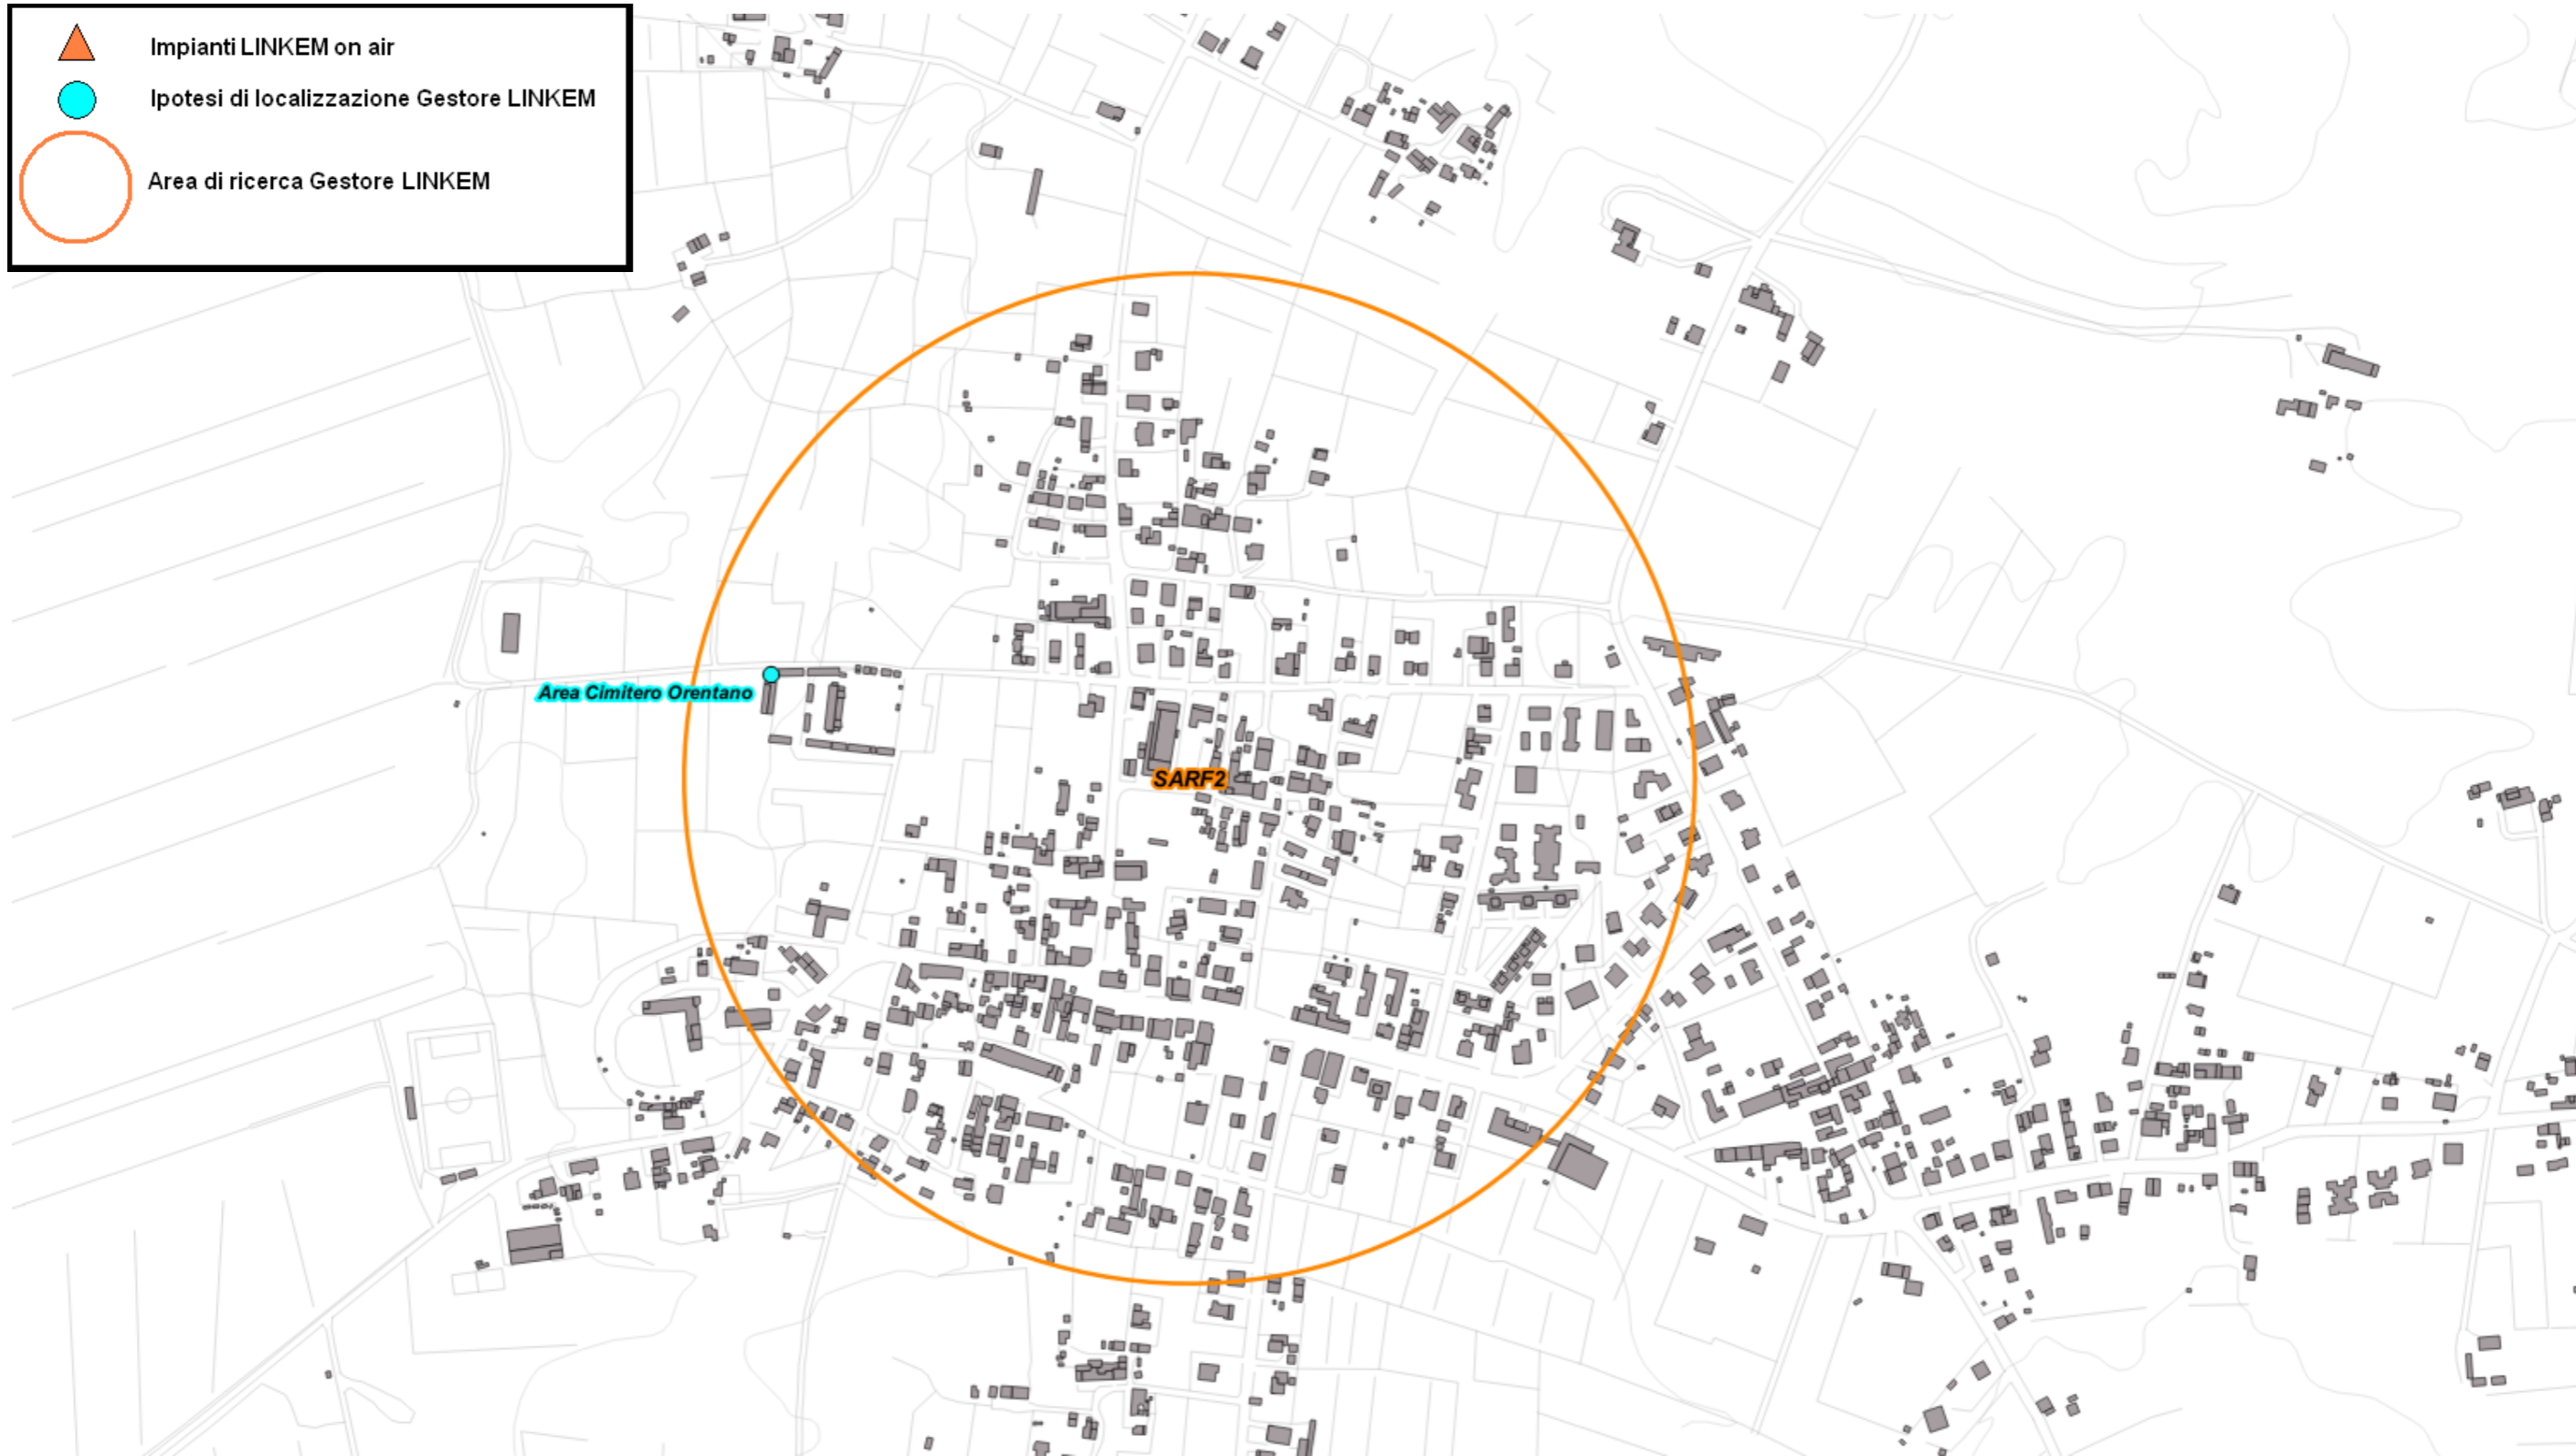 Impianti LINKEM on air
Ipotesi di localizzazione Gestore LINKEM
Area di ricerca Gestore LINKEM
Area Cimitero Orentano
SARF2